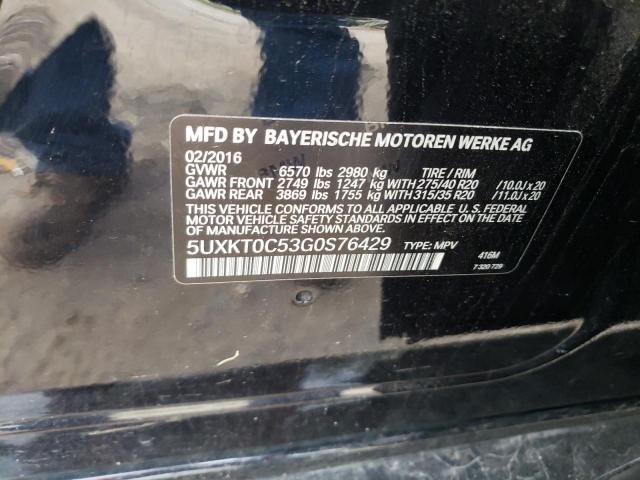 MFD BY BAYERISCHE MOTOREN WERKE AG
02/2016
GVWR 6570 lbs 2980 kg TIRE / RIM
GAWR FRONT 2749 lbs 1247 kg WITH 275/40 R20 /10.0J x 20
GAWR REAR 3869 lbs 1755 kg WITH 315/35 R20 /11.0J x 20
THIS VEHICLE CONFORMS TO ALL APPLICABLE U.S. FEDERAL
MOTOR VEHICLE SAFETY STANDARDS IN EFFECT ON THE DATE
OF MANUFACTURE SHOWN ABOVE.
5UXKT0C53G0S76429 TYPE: MPV
416M
7 320 729